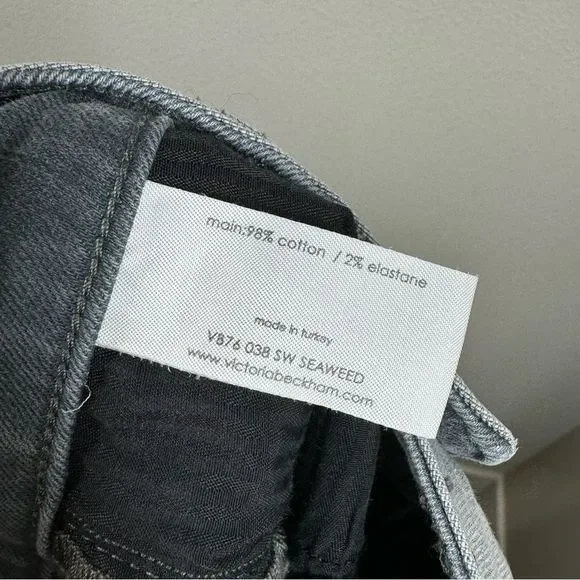 main:98% cotton / 2% elastane
made in turkey
VB76 038 SW SEAWEED
www.victoriabeckham.com